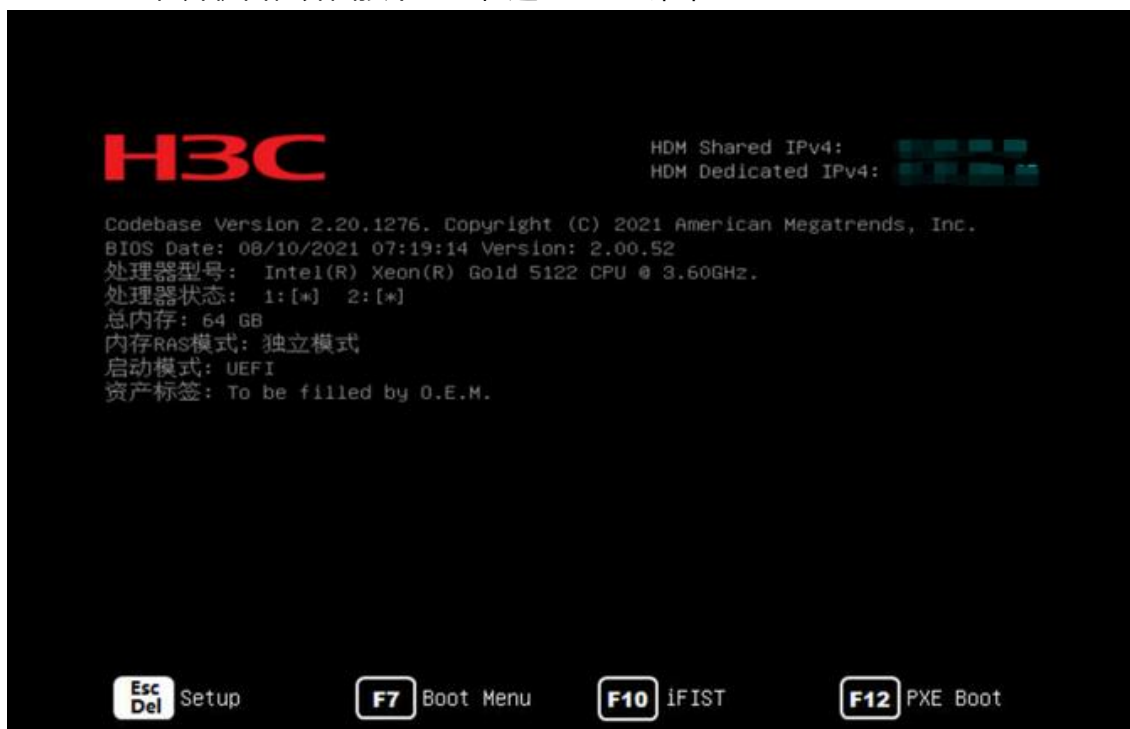 H3C
HDM Shared IPv4:
HDM Dedicated IPv4:
Codebase Version 2.20.1276. Copyright (C) 2021 American Megatrends, Inc.
BIOS Date: 08/10/2021 07:19:14 Version: 2.00.52
处理器型号: Intel(R) Xeon(R) Gold 5122 CPU @ 3.60GHz.
处理器状态: 1:[*] 2:[*]
总内存: 64 GB
内存RAS模式: 独立模式
启动模式: UEFI
资产标签: To be filled by O.E.M.
Esc Del Setup F7 Boot Menu F10 iFIST F12 PXE Boot